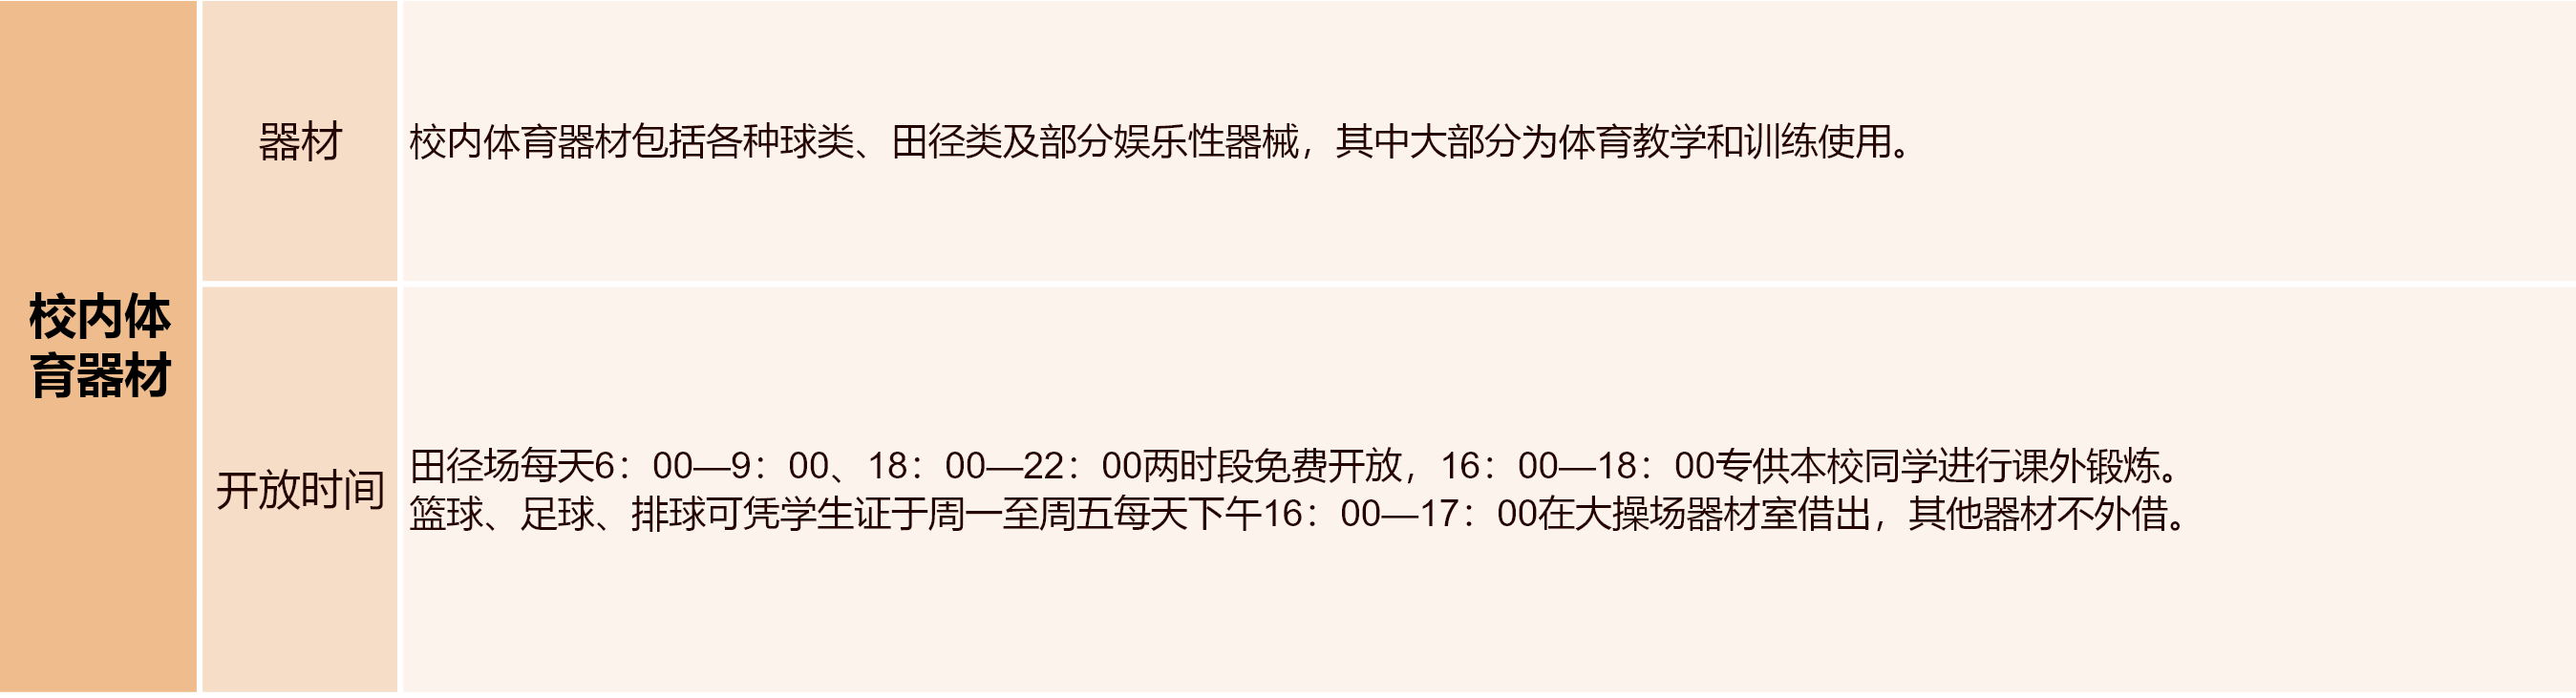 校内体
育器材
器材
校内体育器材包括各种球类、田径类及部分娱乐性器械，其中大部分为体育教学和训练使用。
开放时间
田径场每天6：00—9：00、18：00—22：00两时段免费开放，16：00—18：00专供本校同学进行课外锻炼。
篮球、足球、排球可凭学生证于周一至周五每天下午16：00—17：00在大操场器材室借出，其他器材不外借。